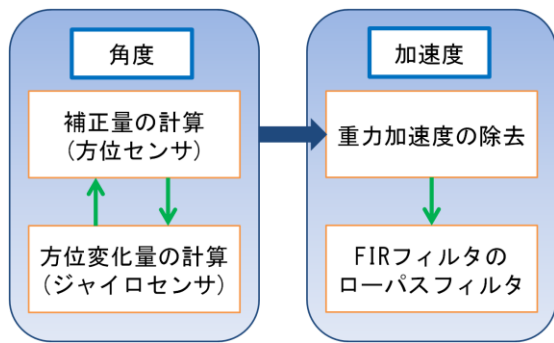 角度
補正量の計算
(方位センサ)
方位変化量の計算
(ジャイロセンサ)
加速度
重力加速度の除去
FIRフィルタの
ローパスフィルタ